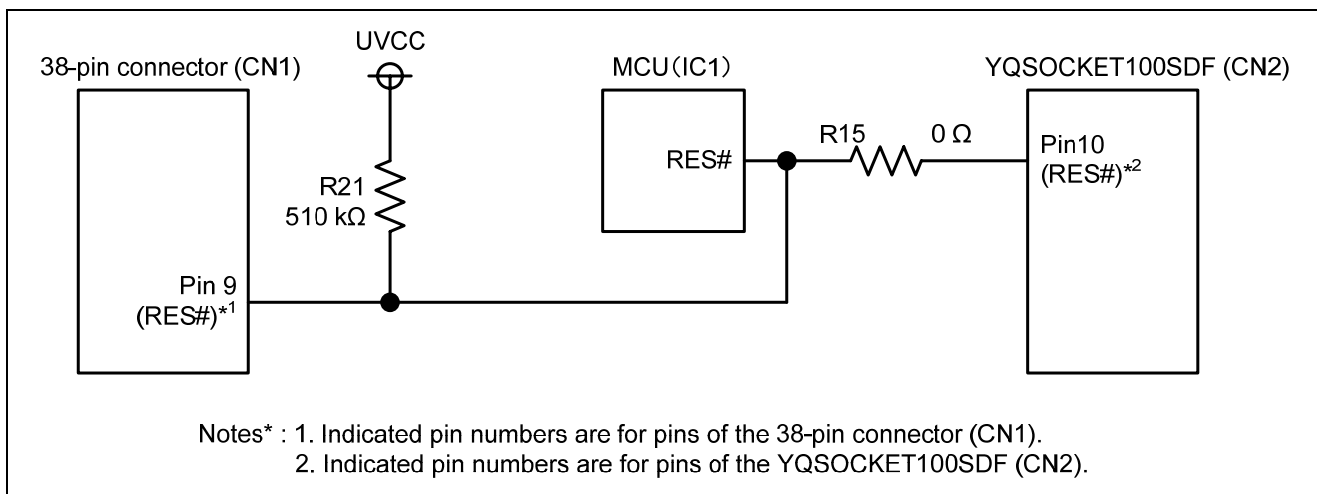 UVCC
38-pin connector (CN1)
MCU(IC1)
YQSOCKET100SDF (CN2)
R21
510 kΩ
RES#
R15 0 Ω
Pin10
(RES#)*2
Pin 9
(RES#)*1
Notes* : 1. Indicated pin numbers are for pins of the 38-pin connector (CN1).
2. Indicated pin numbers are for pins of the YQSOCKET100SDF (CN2).